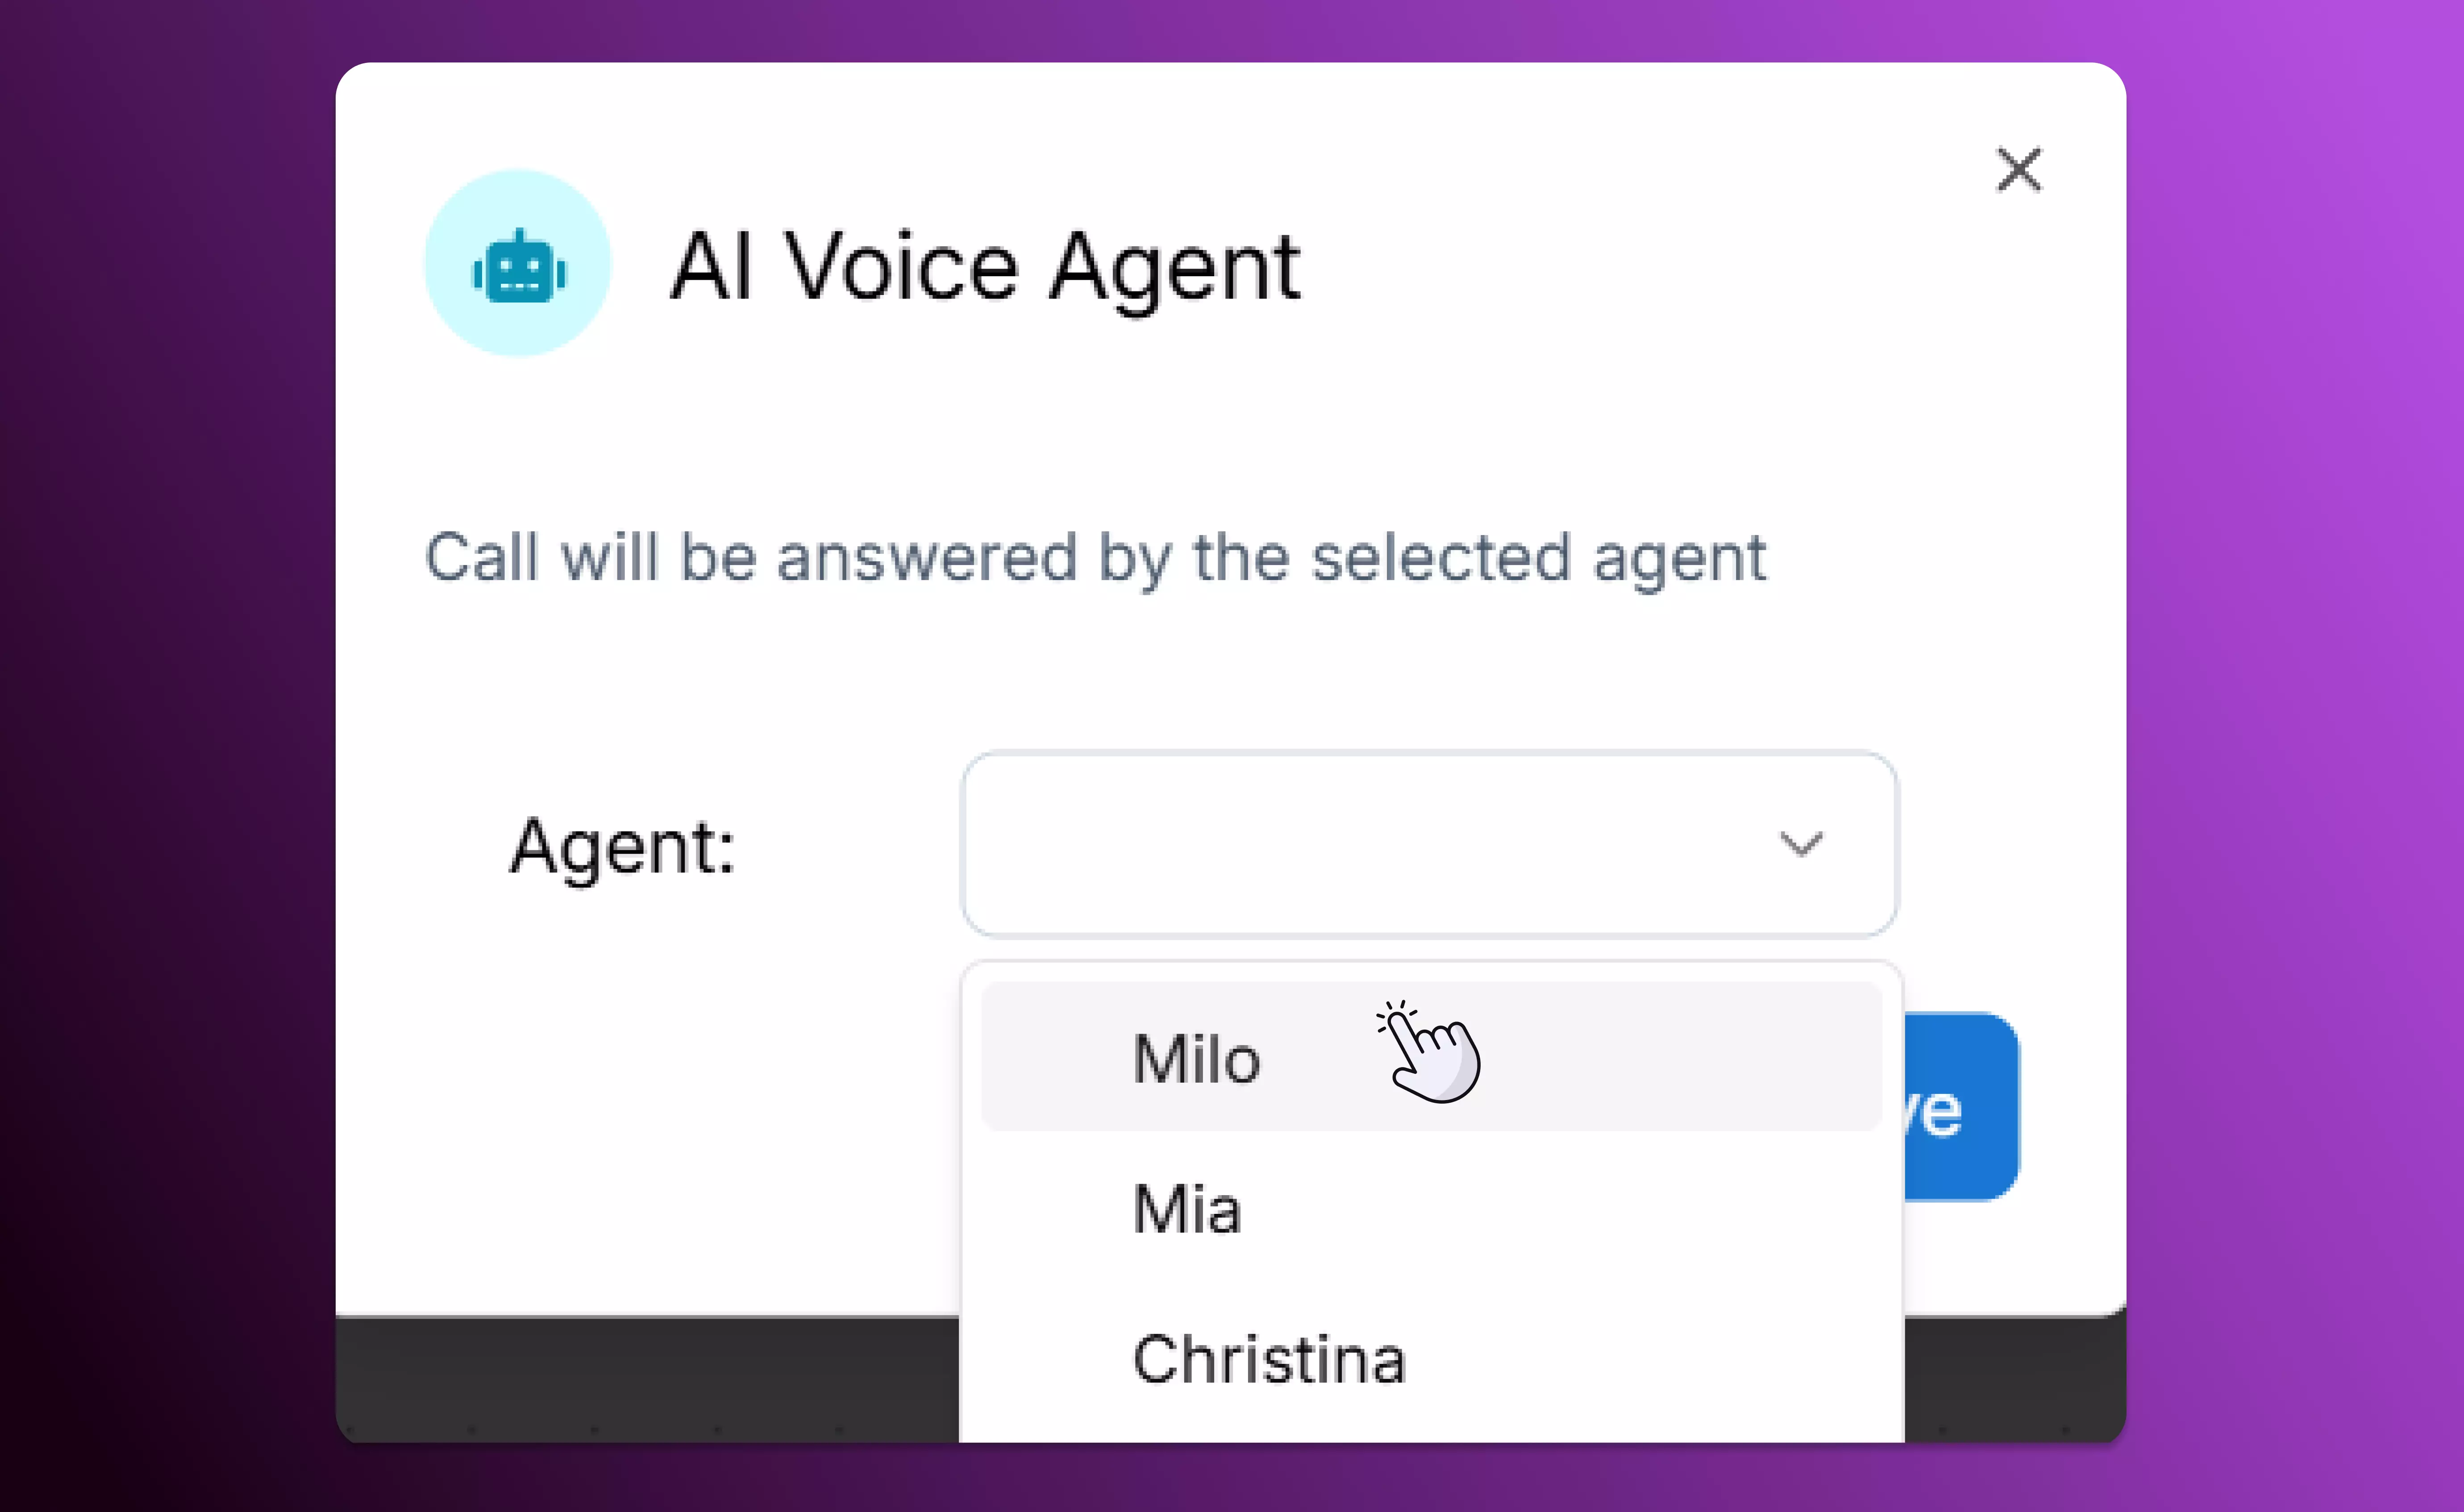 AI Voice Agent
Call will be answered by the selected agent
Agent:
Milo
ve
Mia
Christina